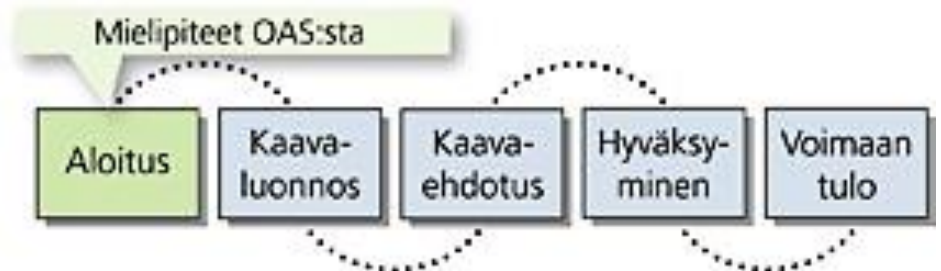 Mielipiteet OAS:sta
Aloitus
Kaava-
luonnos
Kaava-
ehdotus
Hyväksy-
minen
Voimaan
tulo